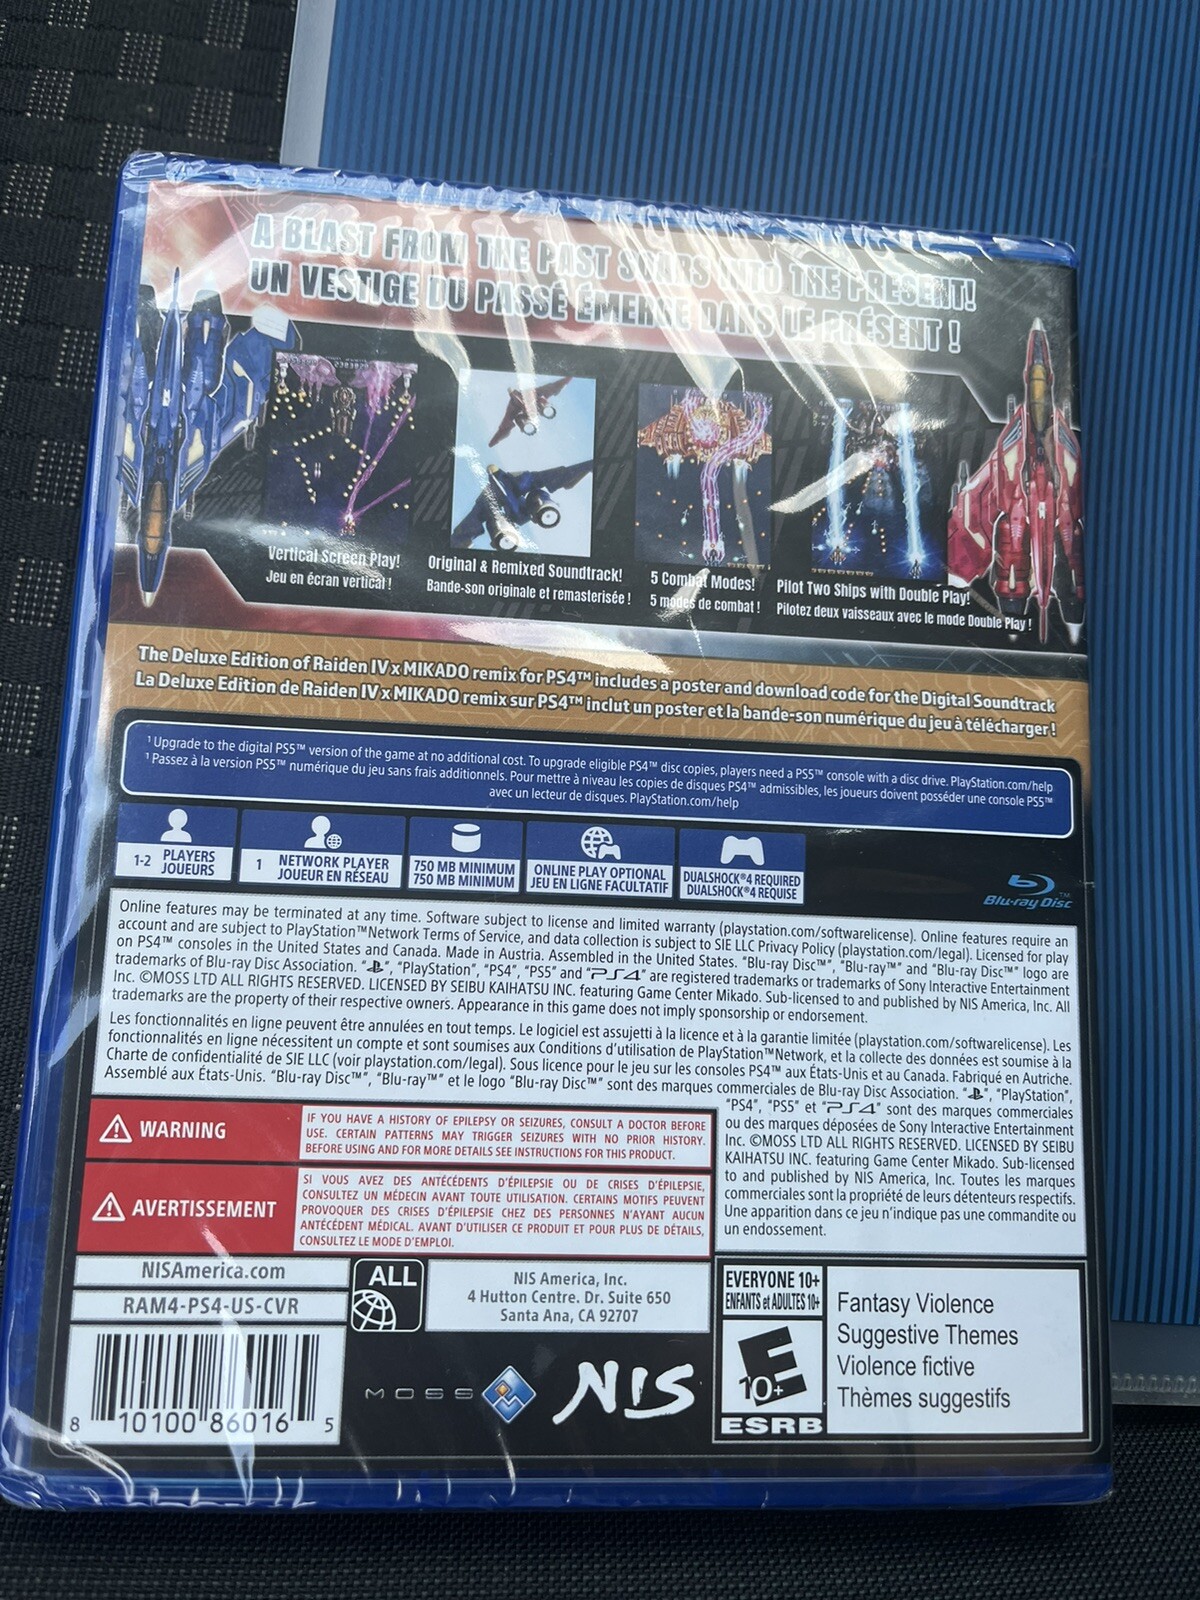 A BLAST FROM THE PAST SOARS INTO THE PRESENT!
UN VESTIGE DU PASSÉ ÉMERGE DANS LE PRÉSENT !
Vertical Screen Play!
Jeu en écran vertical !
Original & Remixed Soundtrack!
Bande-son originale et remasterisée !
5 Combat Modes!
5 modes de combat !
Pilot Two Ships with Double Play!
Pilotez deux vaisseaux avec le mode Double Play !
The Deluxe Edition of Raiden IV x MIKADO remix for PS4™ includes a poster and download code for the Digital Soundtrack
La Deluxe Edition de Raiden IV x MIKADO remix sur PS4™ inclut un poster et la bande-son numérique du jeu à télécharger !
¹ Upgrade to the digital PS5™ version of the game at no additional cost. To upgrade eligible PS4™ disc copies, players need a PS5™ console with a disc drive. PlayStation.com/help
¹ Passez à la version PS5™ numérique du jeu sans frais additionnels. Pour mettre à niveau les copies de disques PS4™ admissibles, les joueurs doivent posséder une console PS5™
avec un lecteur de disques. PlayStation.com/help
1-2 PLAYERS
JOUEURS
1 NETWORK PLAYER
JOUEUR EN RÉSEAU
750 MB MINIMUM
750 MB MINIMUM
ONLINE PLAY OPTIONAL
JEU EN LIGNE FACULTATIF
DUALSHOCK®4 REQUIRED
DUALSHOCK®4 REQUISE
Blu-ray Disc™
Online features may be terminated at any time. Software subject to license and limited warranty (playstation.com/softwarelicense). Online features require an
account and are subject to PlayStation™Network Terms of Service, and data collection is subject to SIE LLC Privacy Policy (playstation.com/legal). Licensed for play
on PS4™ consoles in the United States and Canada. Made in Austria. Assembled in the United States. “Blu-ray Disc™”, “Blu-ray™” and “Blu-ray Disc™” logo are
trademarks of Blu-ray Disc Association. “ ”, “PlayStation”, “PS4”, “PS5” and “PS4” are registered trademarks or trademarks of Sony Interactive Entertainment
Inc. ©MOSS LTD ALL RIGHTS RESERVED. LICENSED BY SEIBU KAIHATSU INC. featuring Game Center Mikado. Sub-licensed to and published by NIS America, Inc. All
trademarks are the property of their respective owners. Appearance in this game does not imply sponsorship or endorsement.
Les fonctionnalités en ligne peuvent être annulées en tout temps. Le logiciel est assujetti à la licence et à la garantie limitée (playstation.com/softwarelicense). Les
fonctionnalités en ligne nécessitent un compte et sont soumises aux Conditions d’utilisation de PlayStation™Network, et la collecte des données est soumise à la
Charte de confidentialité de SIE LLC (voir playstation.com/legal). Sous licence pour le jeu sur les consoles PS4™ aux États-Unis et au Canada. Fabriqué en Autriche.
Assemblé aux États-Unis. “Blu-ray Disc™”, “Blu-ray™” et le logo “Blu-ray Disc™” sont des marques commerciales de Blu-ray Disc Association. “ ”, “PlayStation”,
“PS4”, “PS5” et “PS4” sont des marques commerciales
ou des marques déposées de Sony Interactive Entertainment
Inc. ©MOSS LTD ALL RIGHTS RESERVED. LICENSED BY SEIBU
KAIHATSU INC. featuring Game Center Mikado. Sub-licensed
to and published by NIS America, Inc. Toutes les marques
commerciales sont la propriété de leurs détenteurs respectifs.
Une apparition dans ce jeu n’indique pas une commandite ou
un endossement.
WARNING
IF YOU HAVE A HISTORY OF EPILEPSY OR SEIZURES, CONSULT A DOCTOR BEFORE
USE. CERTAIN PATTERNS MAY TRIGGER SEIZURES WITH NO PRIOR HISTORY.
BEFORE USING AND FOR MORE DETAILS SEE INSTRUCTIONS FOR THIS PRODUCT.
AVERTISSEMENT
SI VOUS AVEZ DES ANTÉCÉDENTS D’ÉPILEPSIE OU DE CRISES D’ÉPILEPSIE,
CONSULTEZ UN MÉDECIN AVANT TOUTE UTILISATION. CERTAINS MOTIFS PEUVENT
PROVOQUER DES CRISES D’ÉPILEPSIE CHEZ DES PERSONNES N’AYANT AUCUN
ANTÉCÉDENT MÉDICAL. AVANT D’UTILISER CE PRODUIT ET POUR PLUS DE DÉTAILS,
CONSULTEZ LE MODE D’EMPLOI.
NISAmerica.com
RAM4-PS4-US-CVR
8 10100 86016 5
ALL
NIS America, Inc.
4 Hutton Centre. Dr. Suite 650
Santa Ana, CA 92707
MOSS
NIS
EVERYONE 10+
ENFANTS et ADULTES 10+
E
10+
ESRB
Fantasy Violence
Suggestive Themes
Violence fictive
Thèmes suggestifs